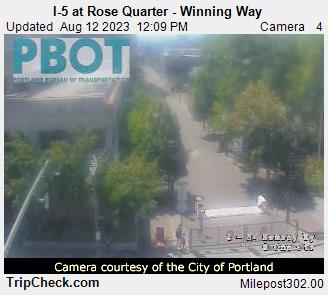 I-5 at Rose Quarter - Winning Way
Updated Aug 12 2023 12:09 PM Camera 4
PBOT
PORTLAND BUREAU OF TRANSPORTATION
Camera courtesy of the City of Portland
TripCheck.com Milepost302.00